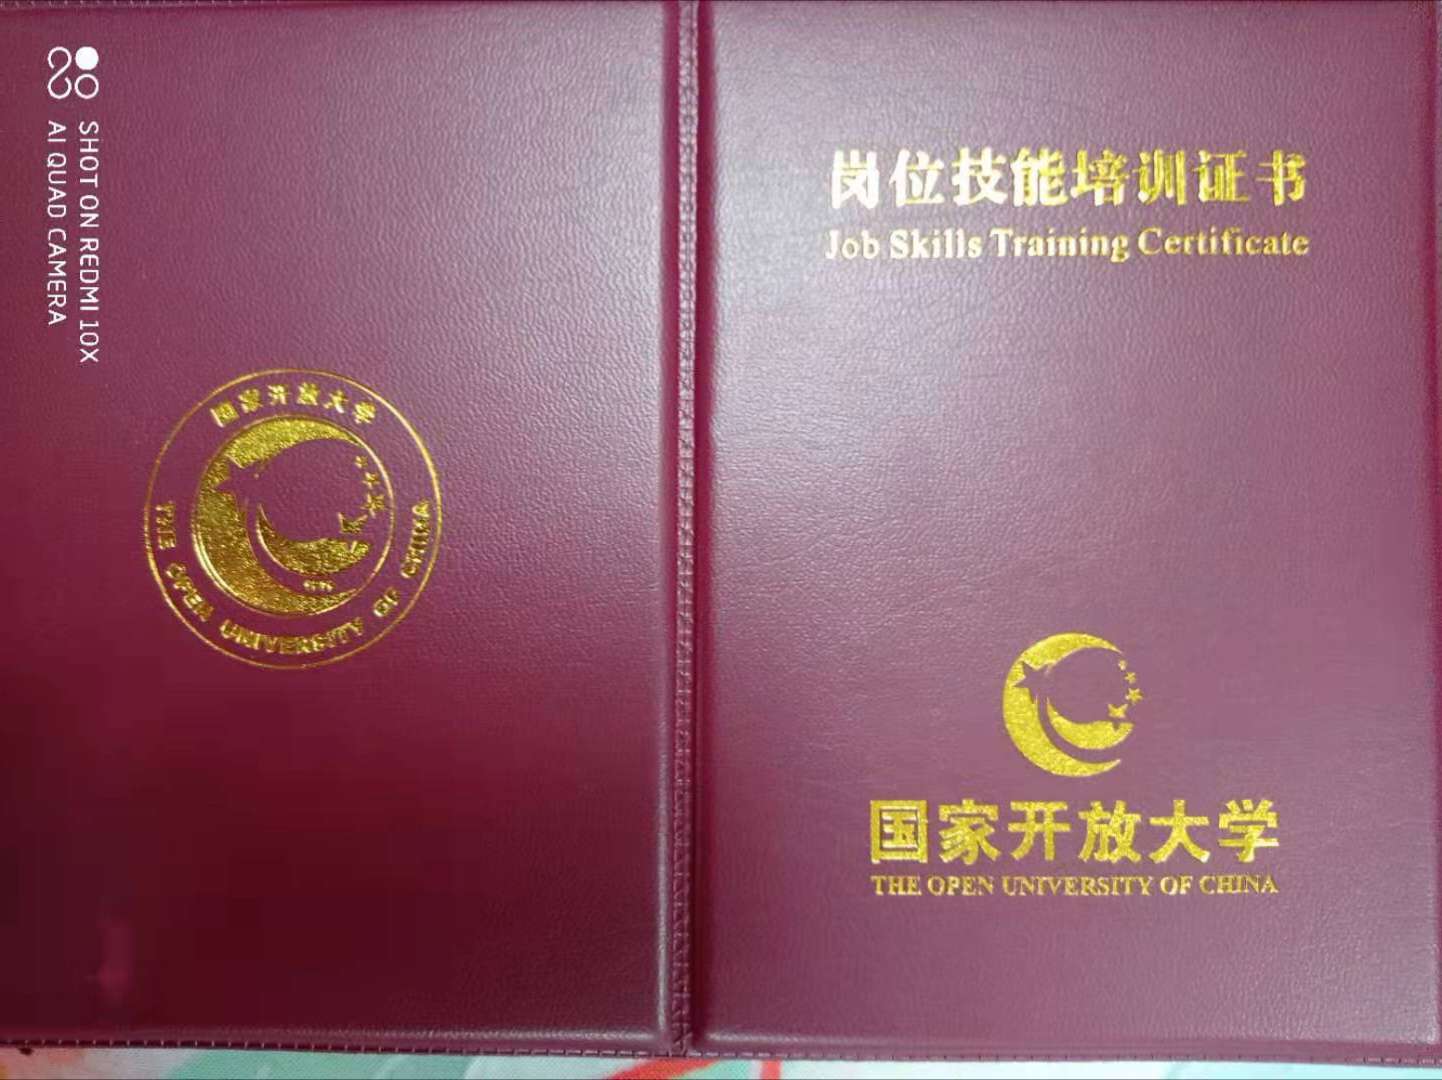 SHOT ON REDMI 10X
AI QUAD CAMERA
国家开放大学
THE OPEN UNIVERSITY OF CHINA
岗位技能培训证书
Job Skills Training Certificate
国家开放大学
THE OPEN UNIVERSITY OF CHINA